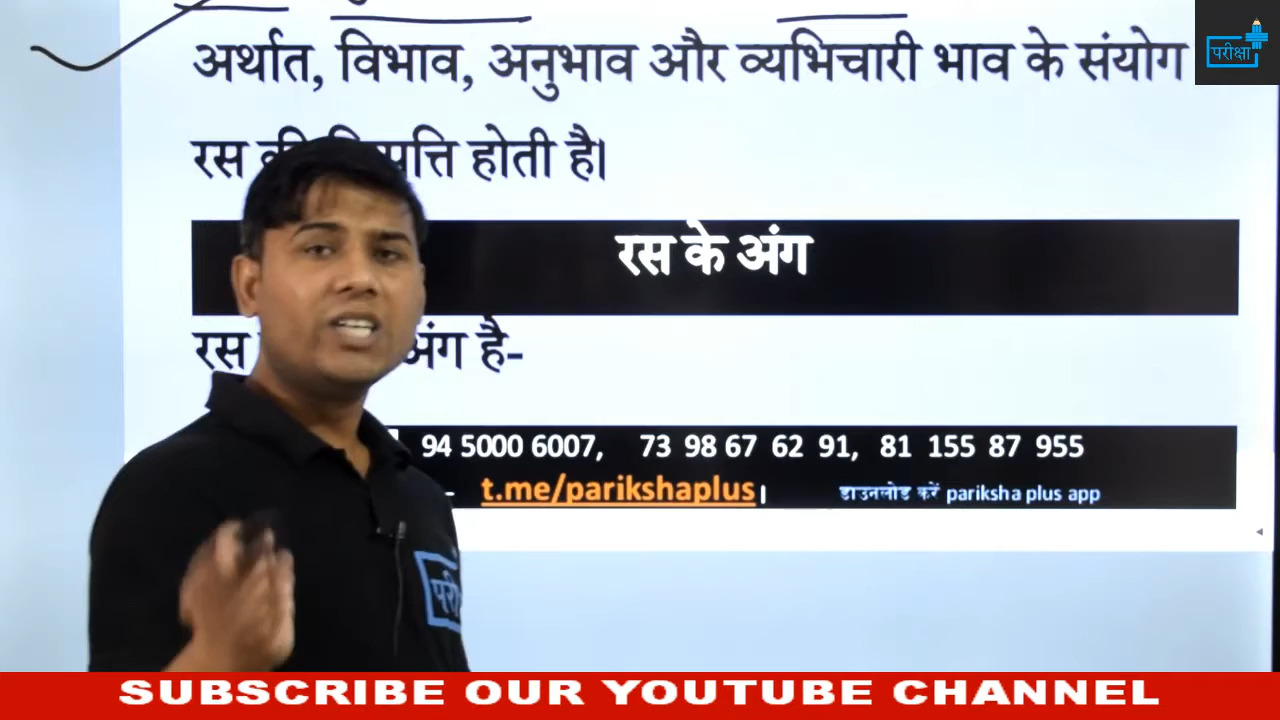 अर्थात, विभाव, अनुभाव और व्यभिचारी भाव के संयोग
परीक्षा
रस होती है।
रस के अंग
रस अंग है-
94 5000 6007, 73 98 67 62 91, 81 155 87 955
t.me/parikshaplus। डाउनलोड करें pariksha plus app
परी
SUBSCRIBE OUR YOUTUBE CHANNEL